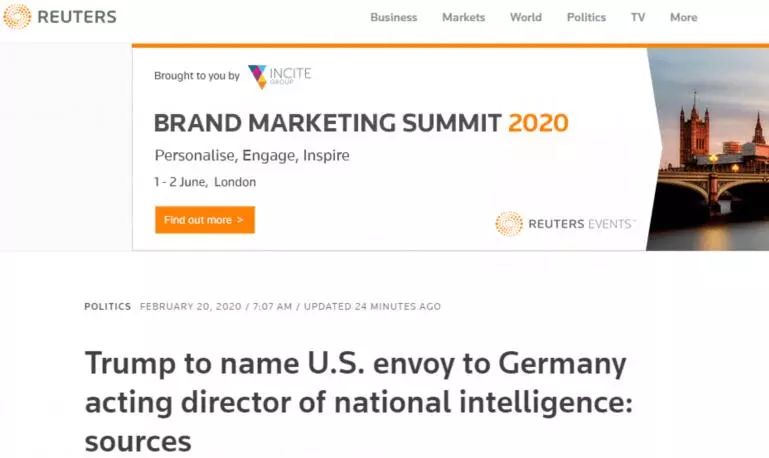 REUTERS
Business Markets World Politics TV More
Brought to you by INCITE GROUP
BRAND MARKETING SUMMIT 2020
Personalise, Engage, Inspire
1 - 2 June, London
Find out more >
REUTERS EVENTS™
POLITICS FEBRUARY 20, 2020 / 7:07 AM / UPDATED 24 MINUTES AGO
Trump to name U.S. envoy to Germany
acting director of national intelligence:
sources